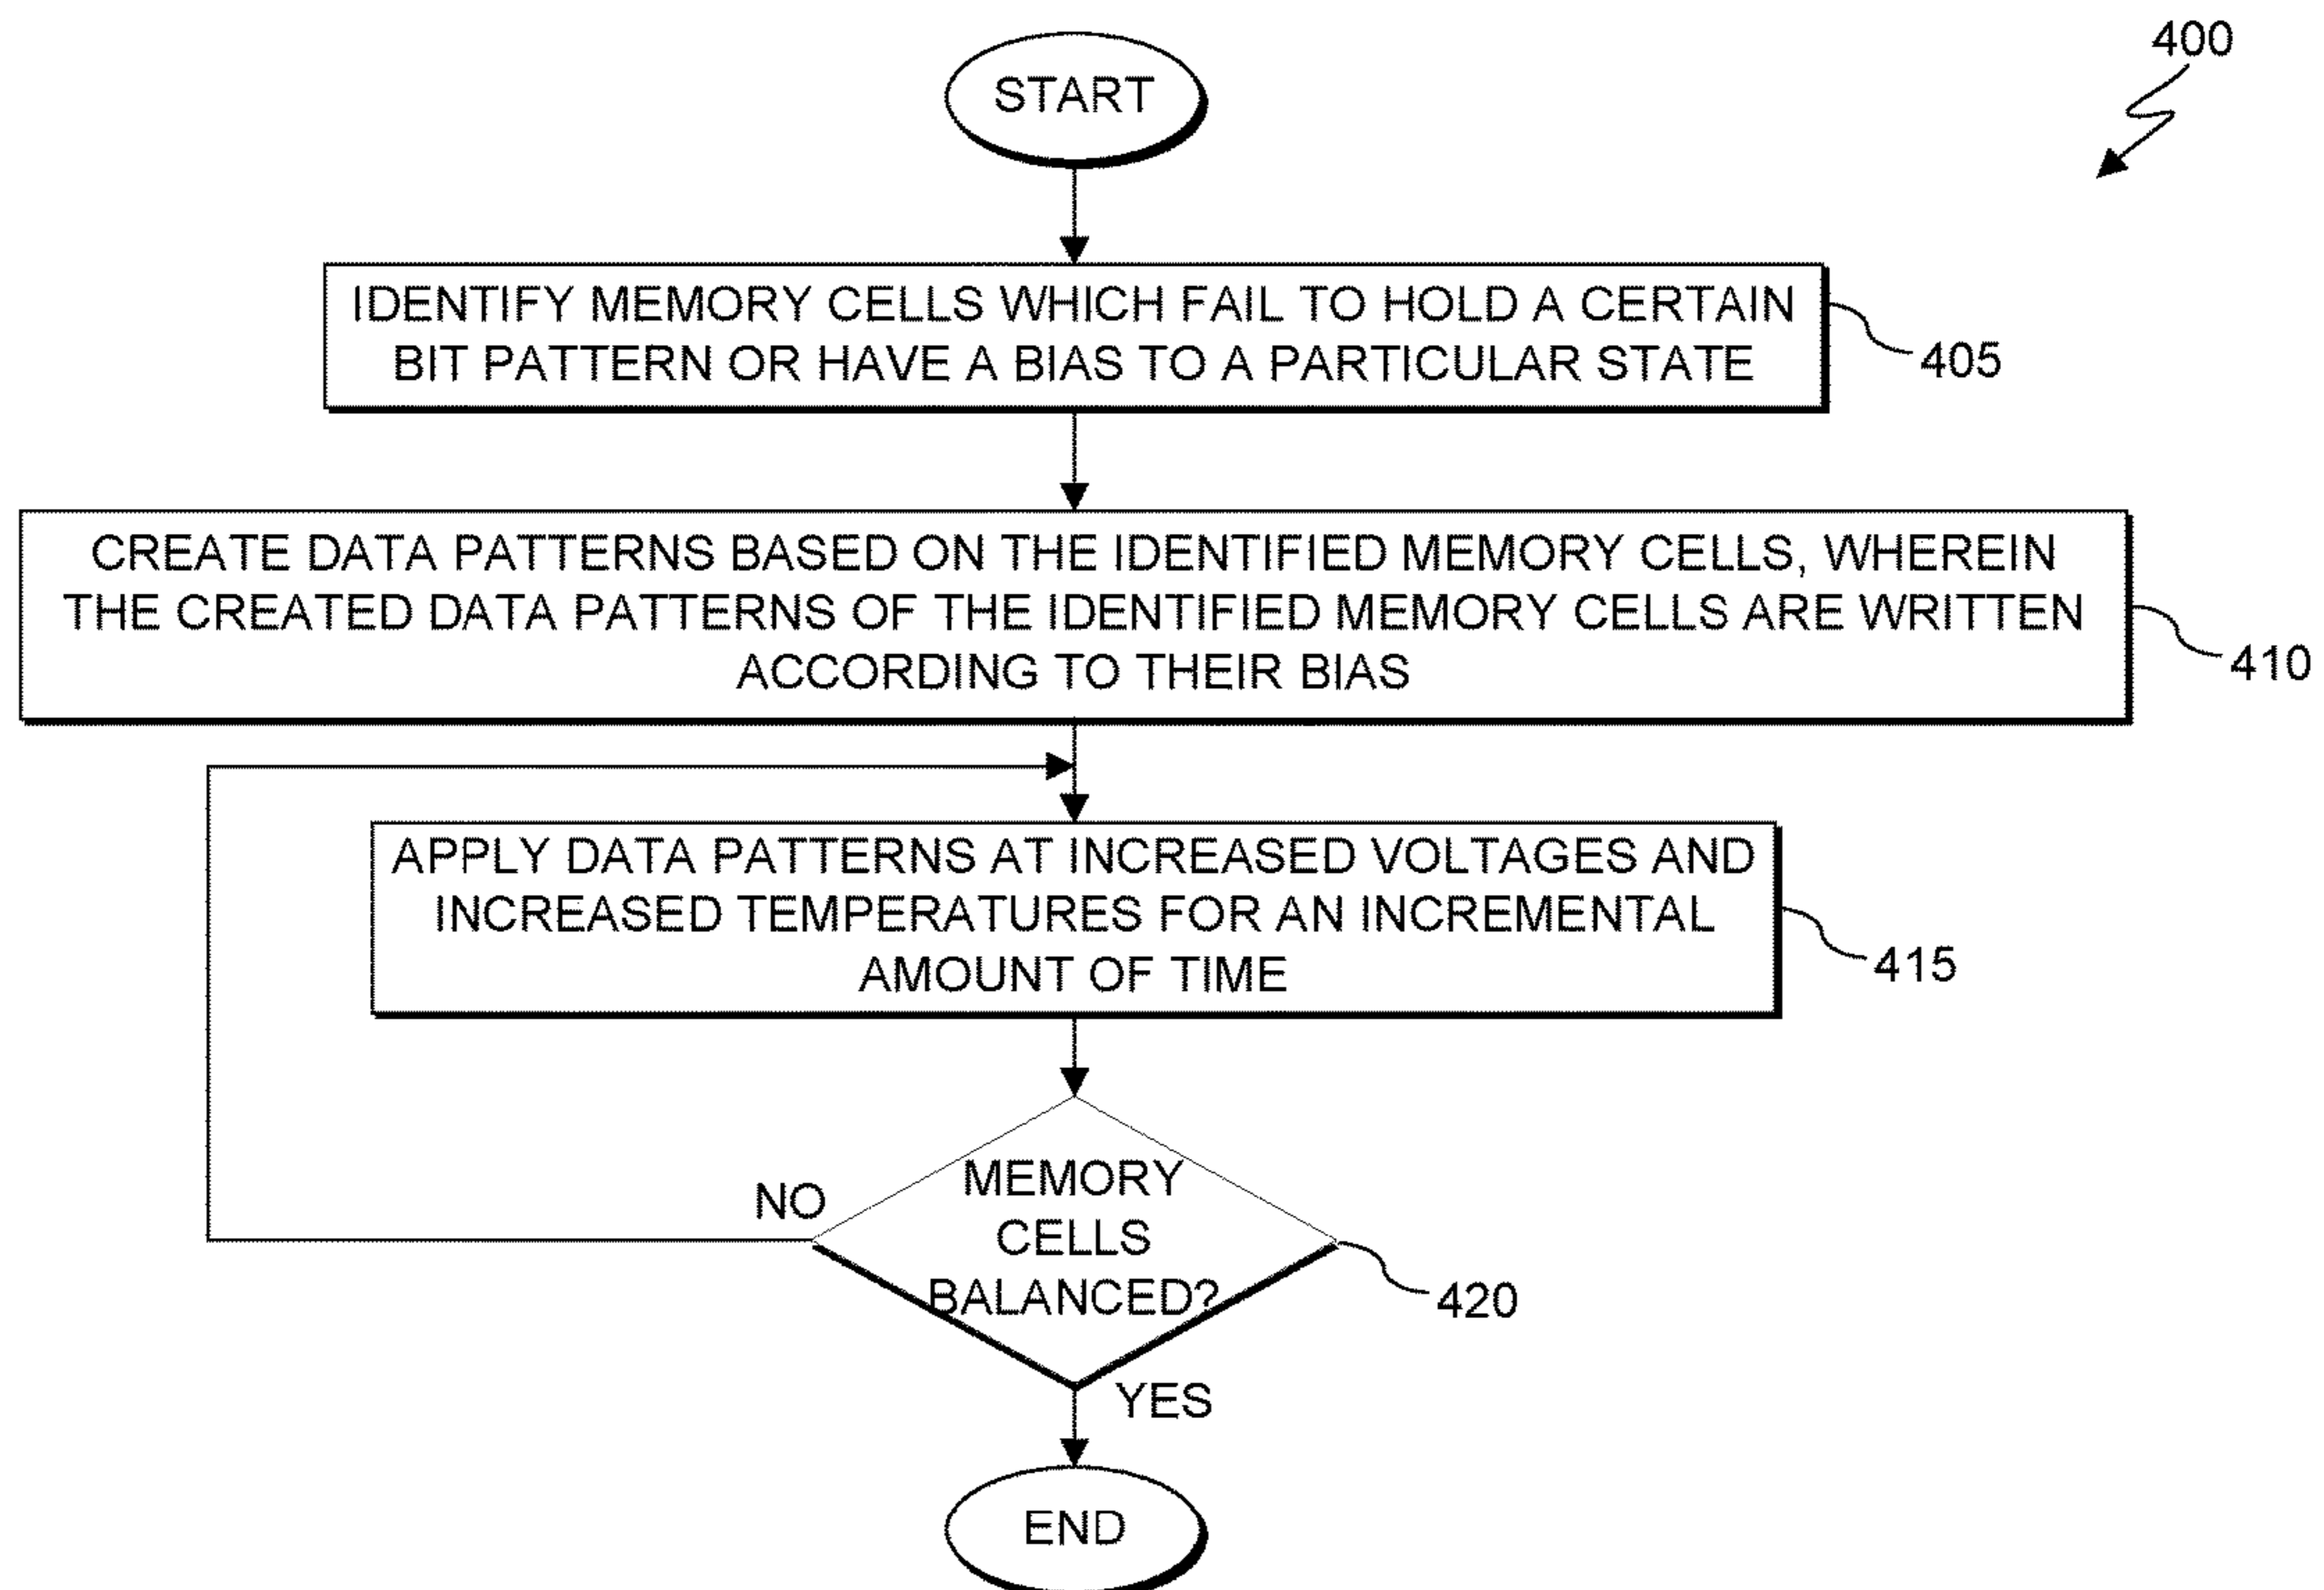 400
START
IDENTIFY MEMORY CELLS WHICH FAIL TO HOLD A CERTAIN
BIT PATTERN OR HAVE A BIAS TO A PARTICULAR STATE
405
CREATE DATA PATTERNS BASED ON THE IDENTIFIED MEMORY CELLS, WHEREIN
THE CREATED DATA PATTERNS OF THE IDENTIFIED MEMORY CELLS ARE WRITTEN
ACCORDING TO THEIR BIAS
410
APPLY DATA PATTERNS AT INCREASED VOLTAGES AND
INCREASED TEMPERATURES FOR AN INCREMENTAL
AMOUNT OF TIME
415
NO
MEMORY
CELLS
BALANCED?
420
YES
END